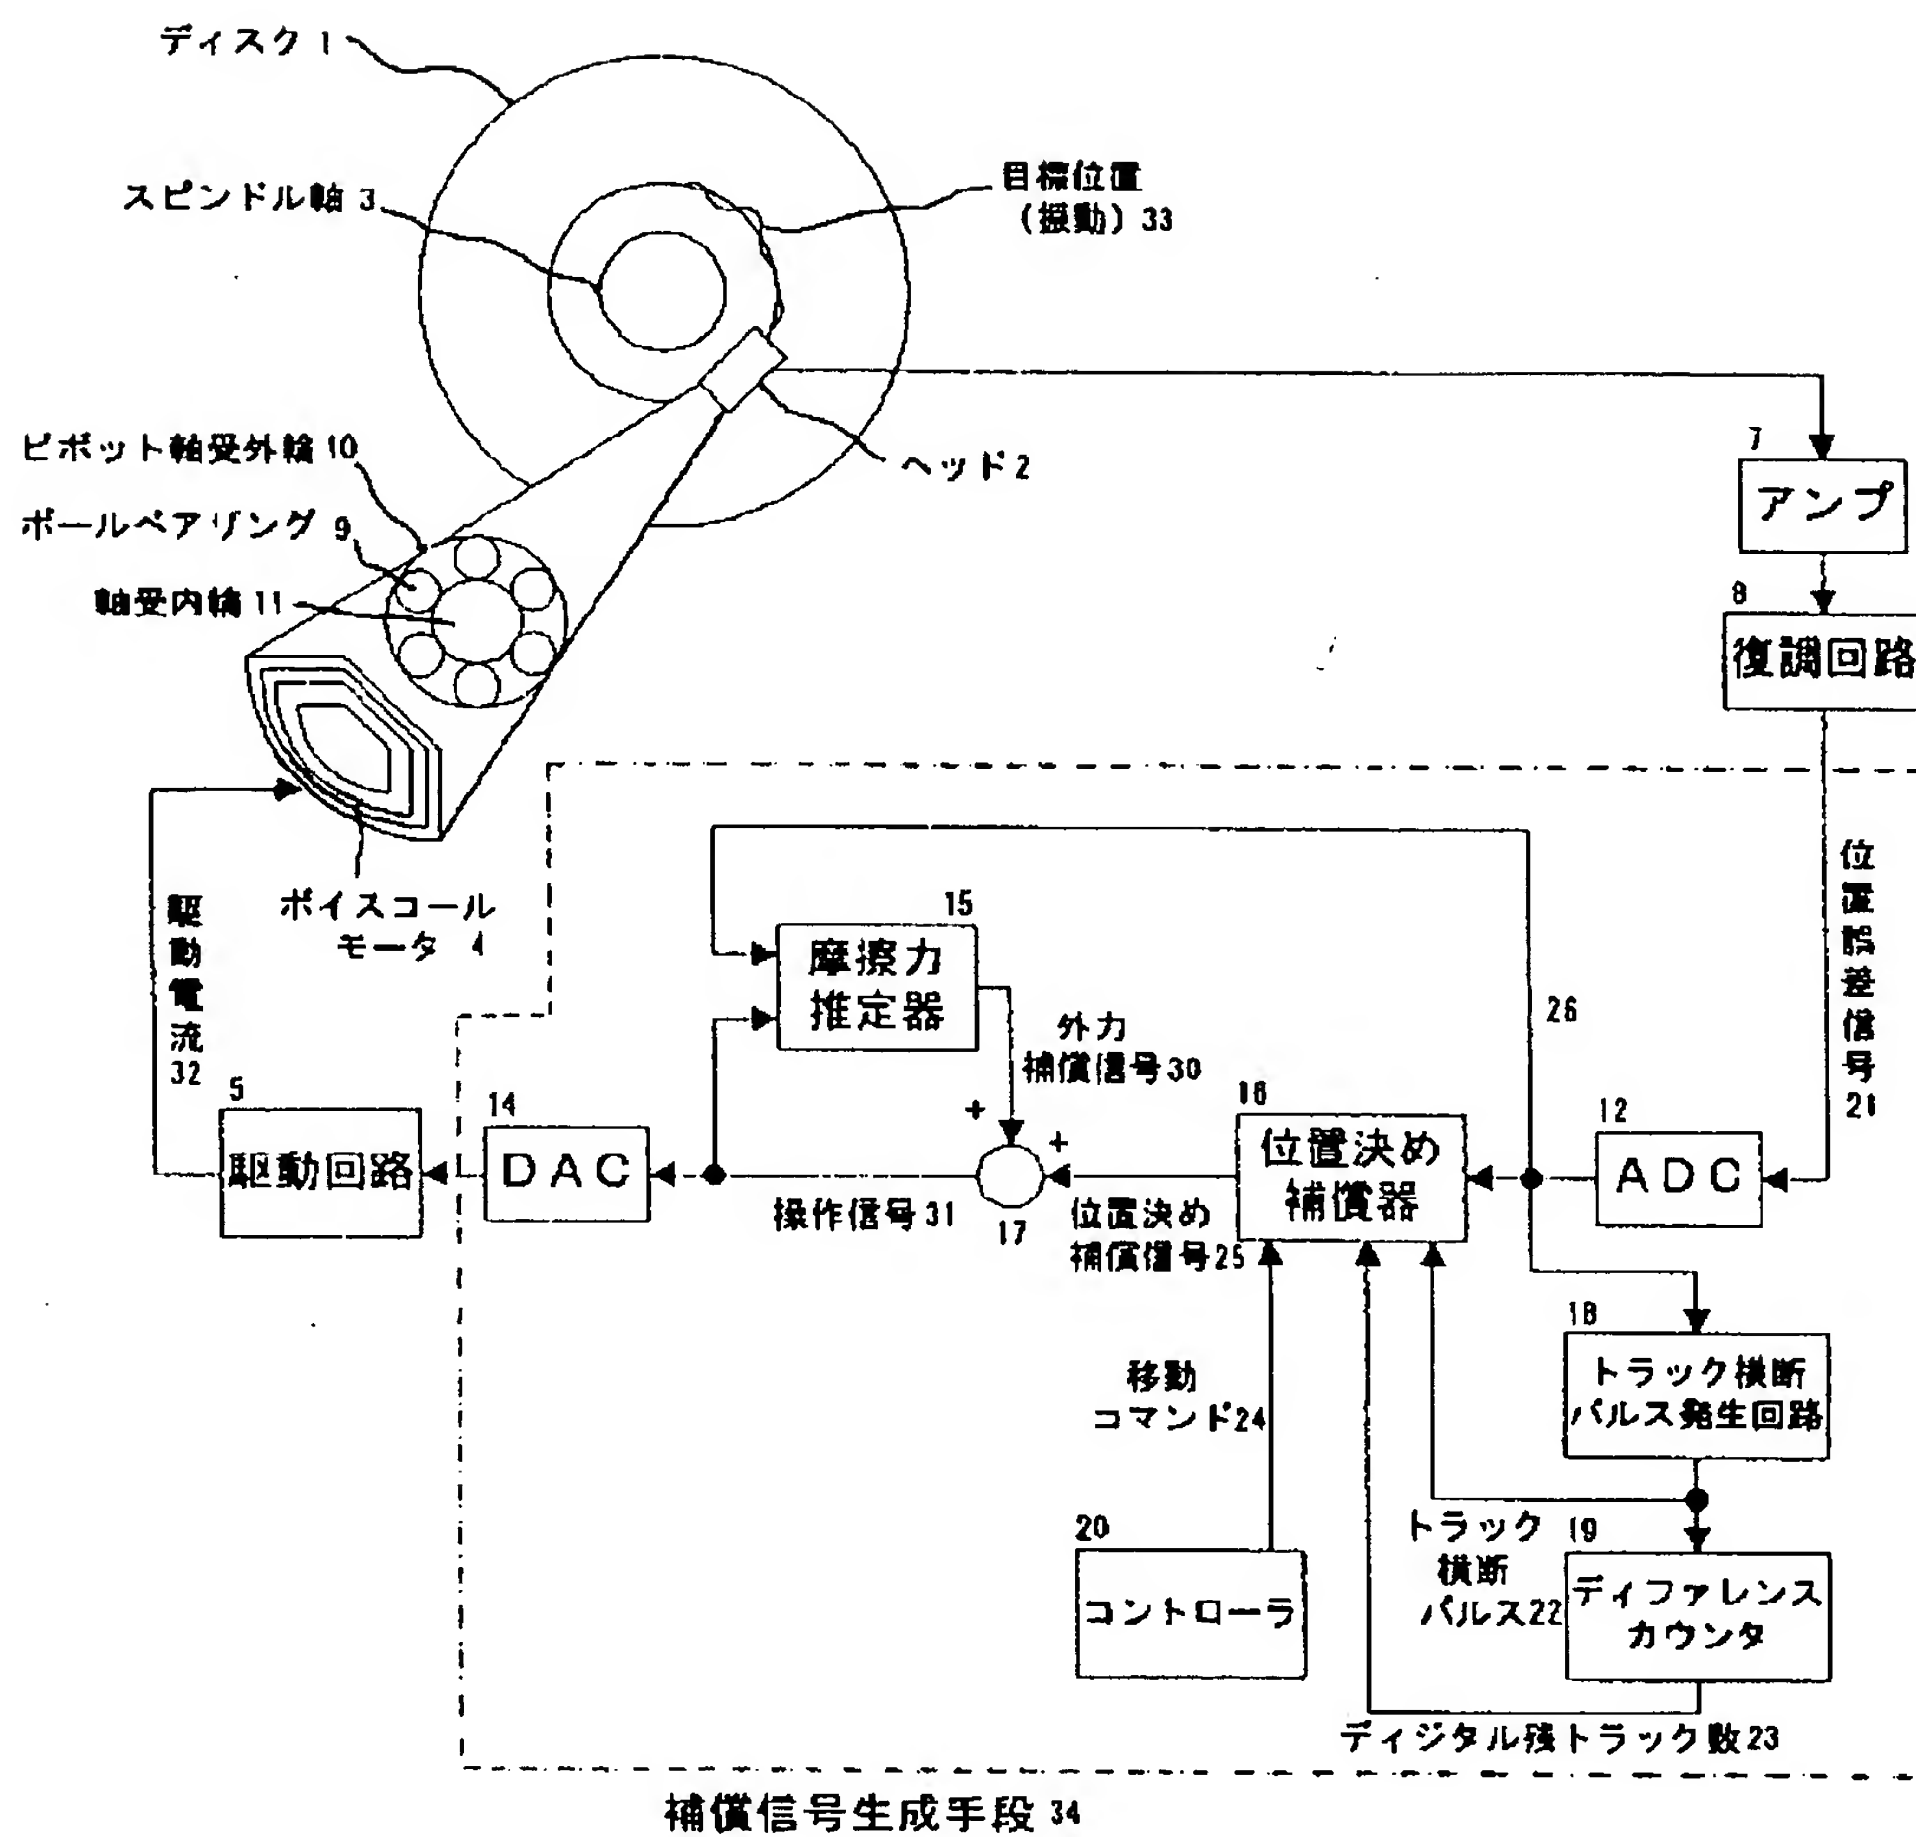 ディスク 1
スピンドル軸 3
目標位置
（振動）33
ピボット軸受外輪 10
ボールベアリング 9
軸受内輪 11
ヘッド 2
7
アンプ
8
復調回路
位置誤差信号21
ボイスコール
モータ 4
駆動電流32
15
摩擦力
推定器
外力
補償信号30
26
5
駆動回路
14
DAC
操作信号31
+
+
17
位置決め
補償信号25
16
位置決め
補償器
12
ADC
18
トラック横断
パルス発生回路
移動
コマンド24
20
コントローラ
トラック
横断
パルス22
19
ディファレンス
カウンタ
ディジタル残トラック数23
補償信号生成手段 34